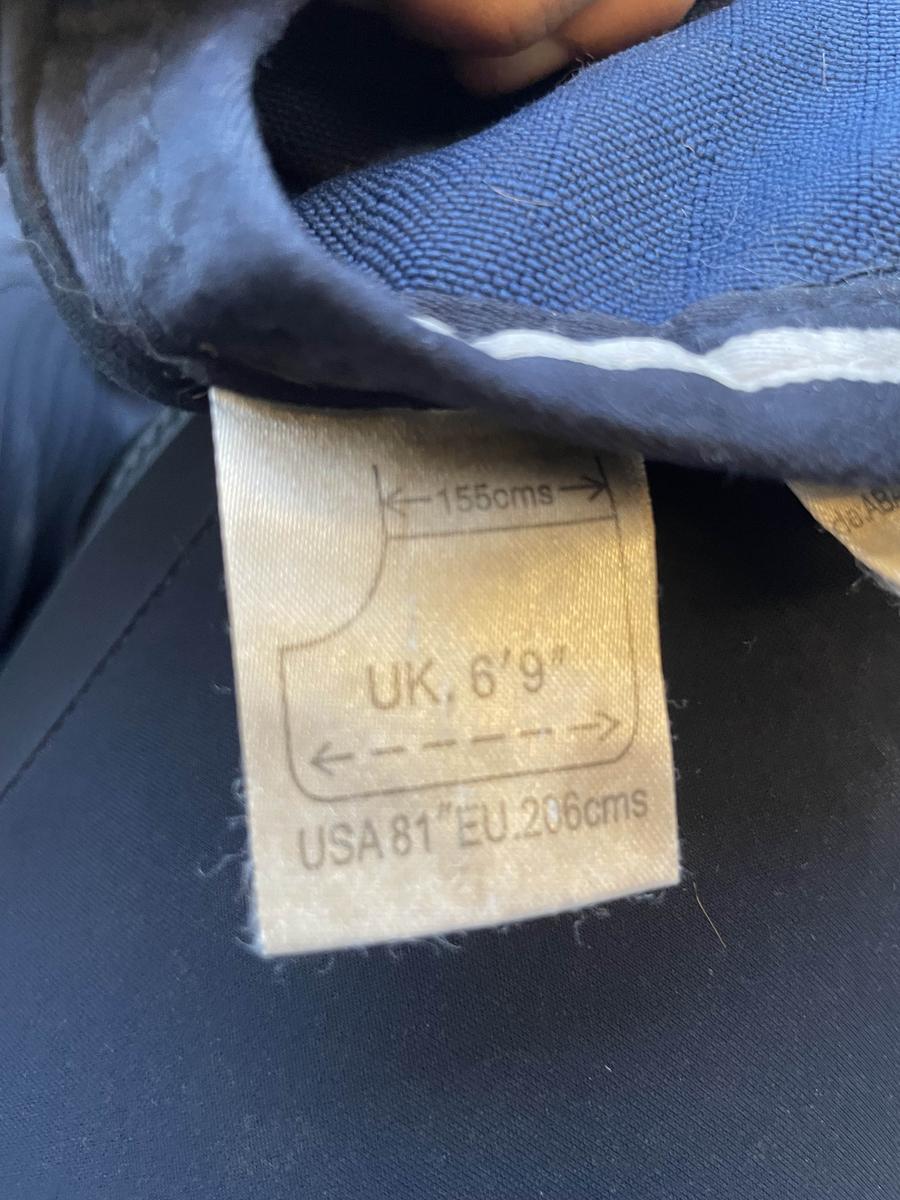 155cms
UK. 6'9"
USA 81" EU.206cms